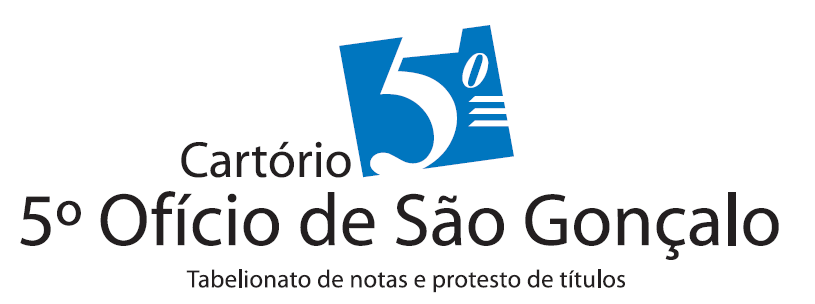 5º
Cartório
5º Ofício de São Gonçalo
Tabelionato de notas e protesto de títulos